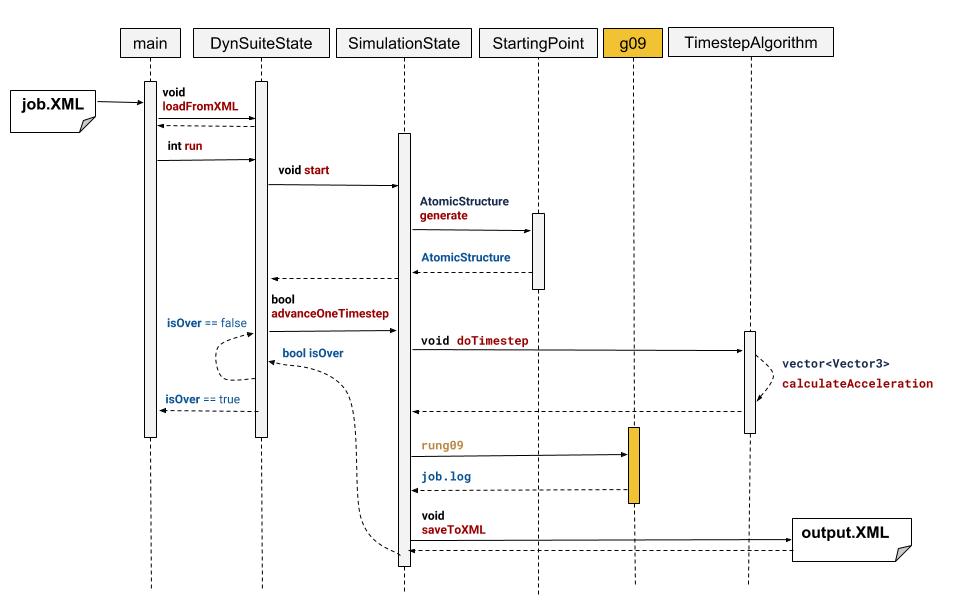 main
DynSuiteState
SimulationState
StartingPoint
g09
TimestepAlgorithm
job.XML
void
loadFromXML
int run
void start
AtomicStructure
generate
AtomicStructure
bool
advanceOneTimestep
isOver == false
bool isOver
void doTimestep
vector<Vector3>
calculateAcceleration
isOver == true
rung09
job.log
void
saveToXML
output.XML